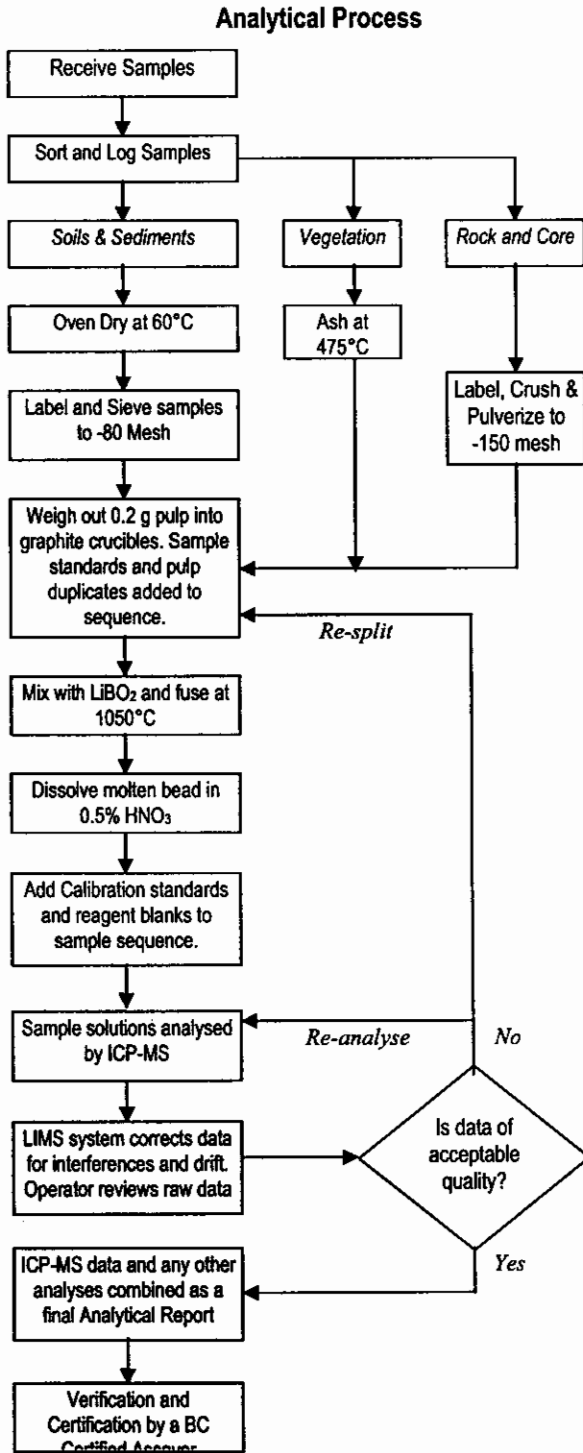 Analytical Process
Receive Samples
Sort and Log Samples
Soils & Sediments
Vegetation
Rock and Core
Oven Dry at 60°C
Ash at
475°C
Label and Sieve samples
to -80 Mesh
Label, Crush &
Pulverize to
-150 mesh
Weigh out 0.2 g pulp into
graphite crucibles. Sample
standards and pulp
duplicates added to
sequence.
Re-split
Mix with LiBO₂ and fuse at
1050°C
Dissolve molten bead in
0.5% HNO₃
Add Calibration standards
and reagent blanks to
sample sequence.
Sample solutions analysed
by ICP-MS
Re-analyse
No
LIMS system corrects data
for interferences and drift.
Operator reviews raw data
Is data of
acceptable
quality?
Yes
ICP-MS data and any other
analyses combined as a
final Analytical Report
Verification and
Certification by a BC
Certified Assayer